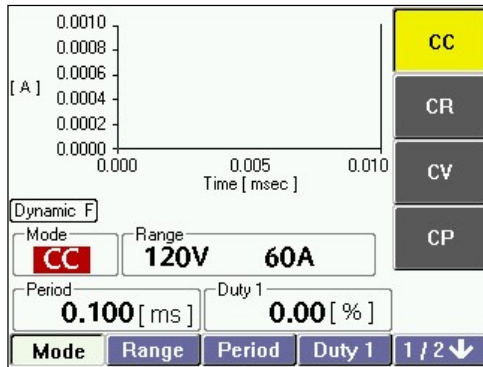 0.0010
0.0008
0.0006
[ A ]
0.0004
0.0002
0.0000
0.000 0.005 0.010
Time [ msec ]
CC
CR
CV
CP
Dynamic F
Mode
CC
Range
120V 60A
Period
0.100 [ ms ]
Duty 1
0.00 [ % ]
Mode Range Period Duty 1 1 / 2